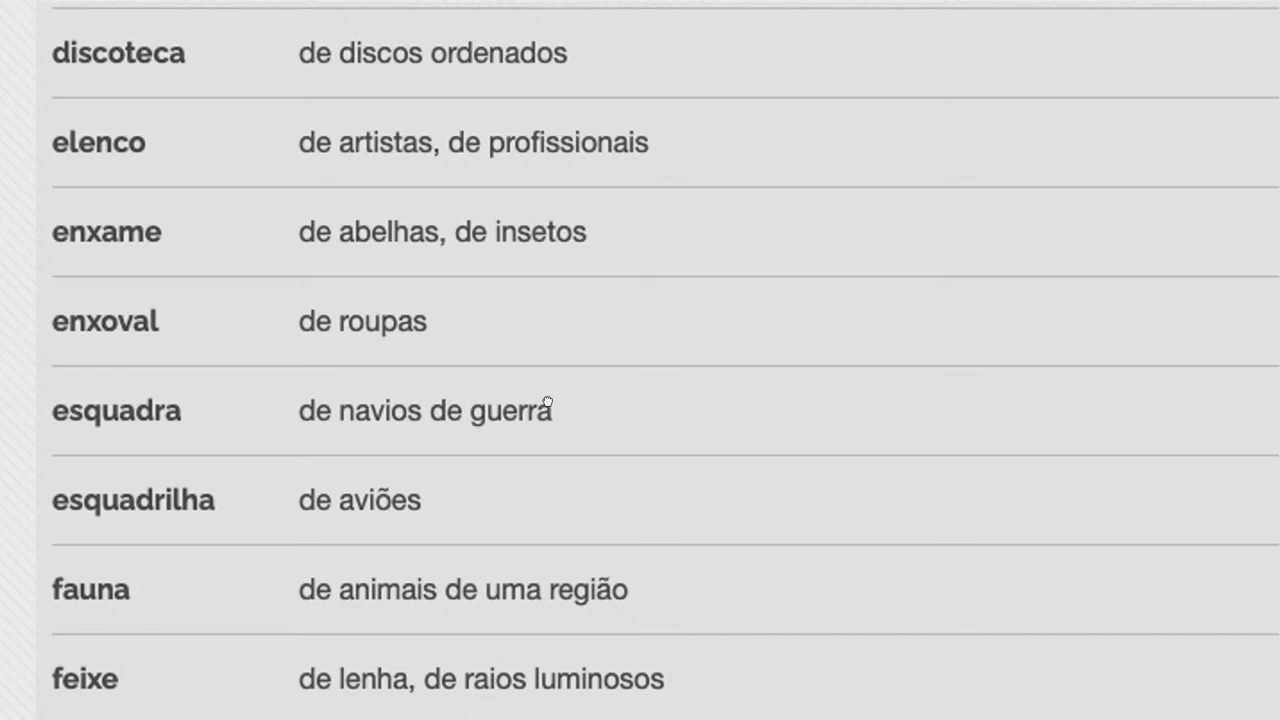 discoteca de discos ordenados
elenco de artistas, de profissionais
enxame de abelhas, de insetos
enxoval de roupas
esquadra de navios de guerra
esquadrilha de aviões
fauna de animais de uma região
feixe de lenha, de raios luminosos